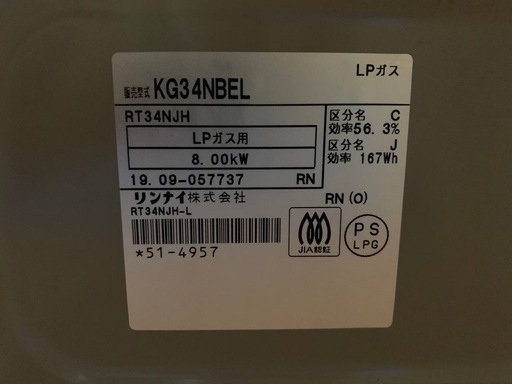 LPガス
販売型式 KG34NBEL
RT34NJH
LPガス用
8.00kW
19.09-057737 RN
区分名 C
効率56.3%
区分名 J
効率 167Wh
リンナイ株式会社
RT34NJH-L
RN (O)
*51-4957
JIA認証
PS
LPG